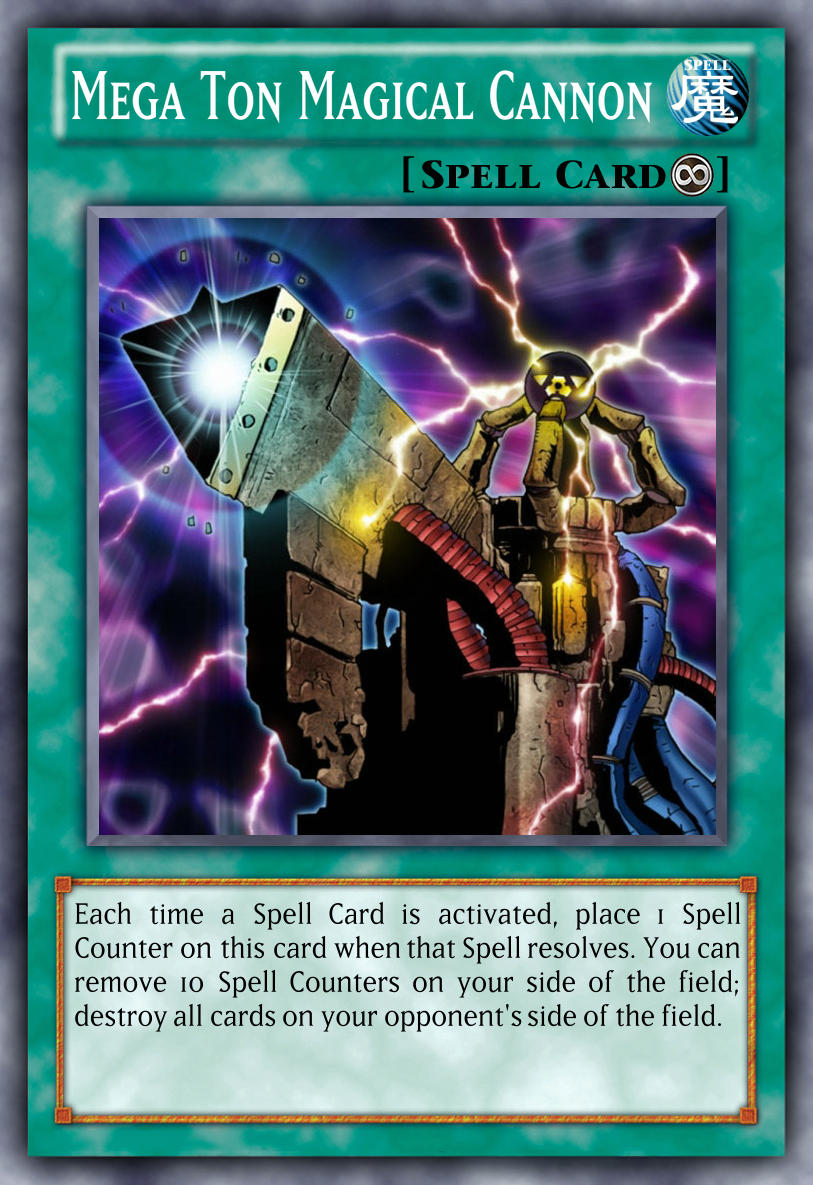 Mega Ton Magical Cannon
SPELL
魔
[Spell Card♾]
Each time a Spell Card is activated, place 1 Spell
Counter on this card when that Spell resolves. You can
remove 10 Spell Counters on your side of the field;
destroy all cards on your opponent's side of the field.